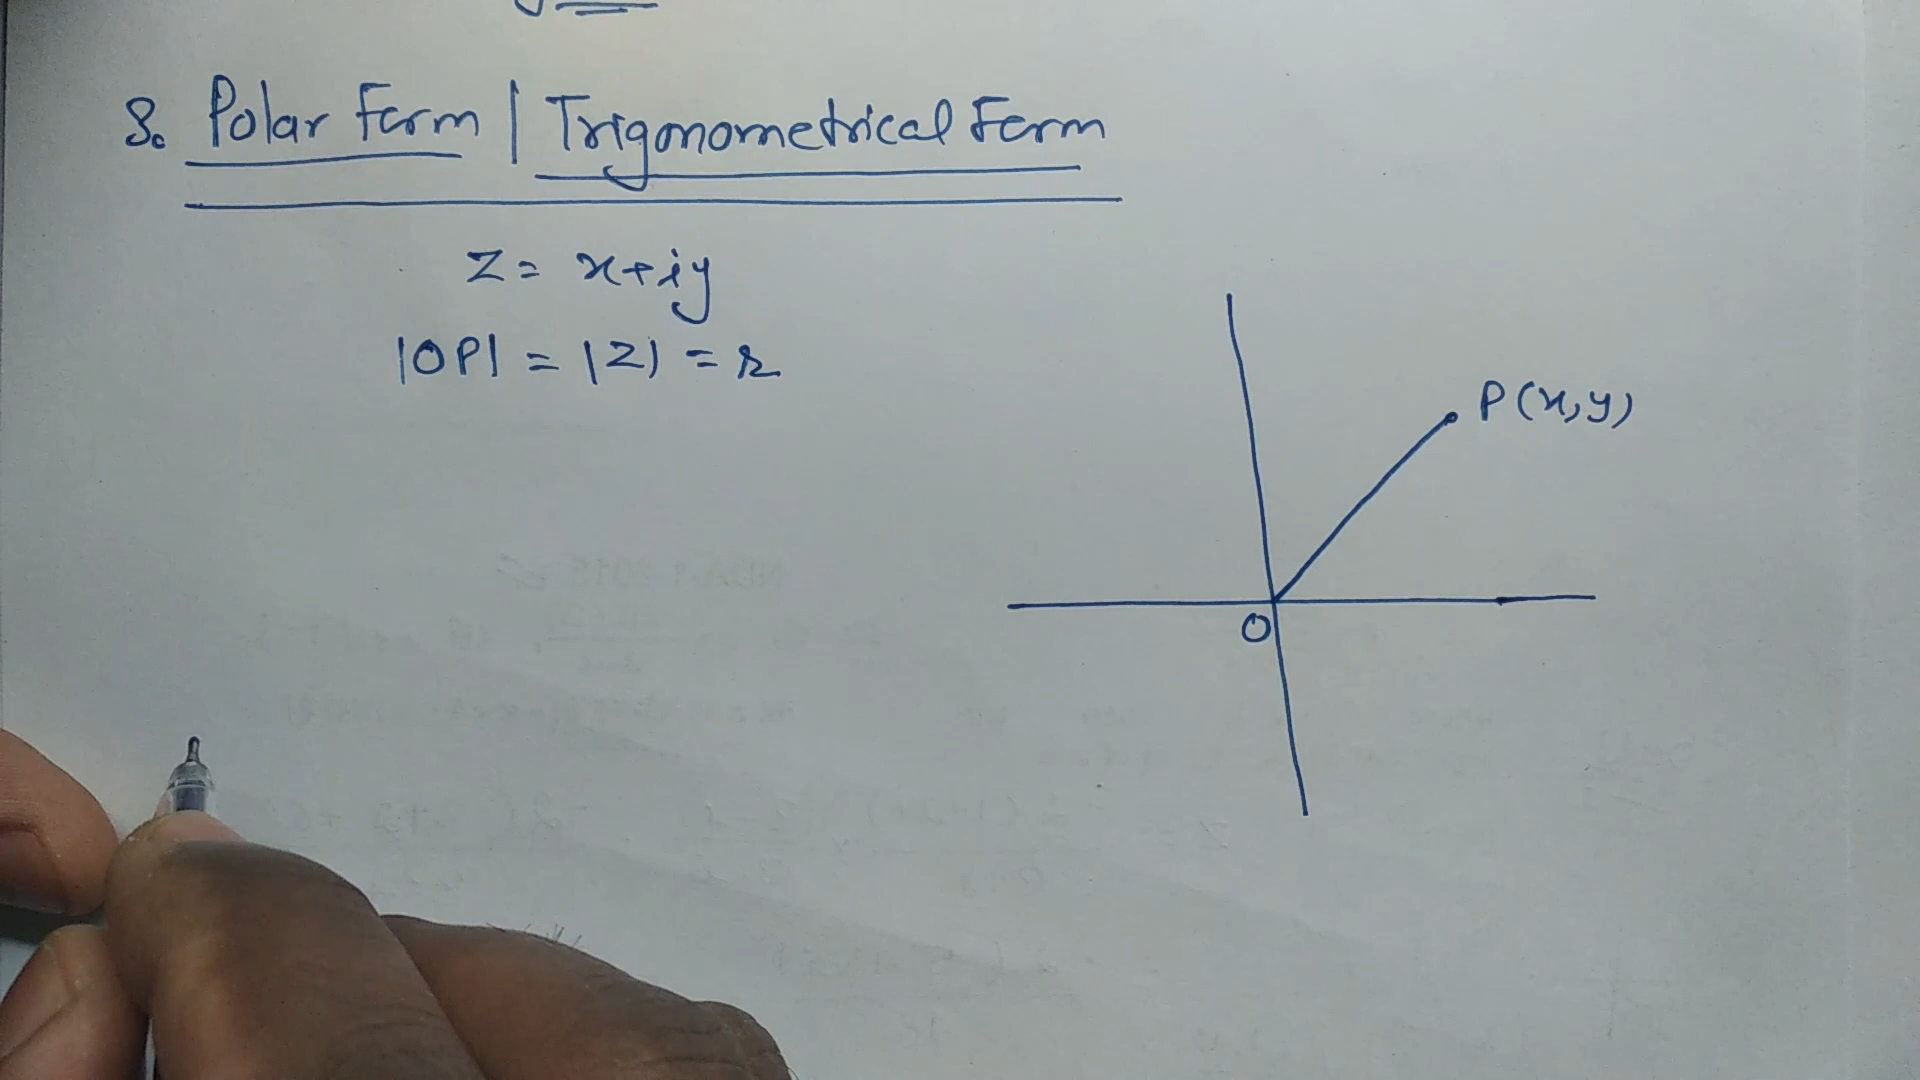 8. Polar Form | Trigonometrical Form
Z = x+iy
|OP| = |Z| = r
P(x,y)
O